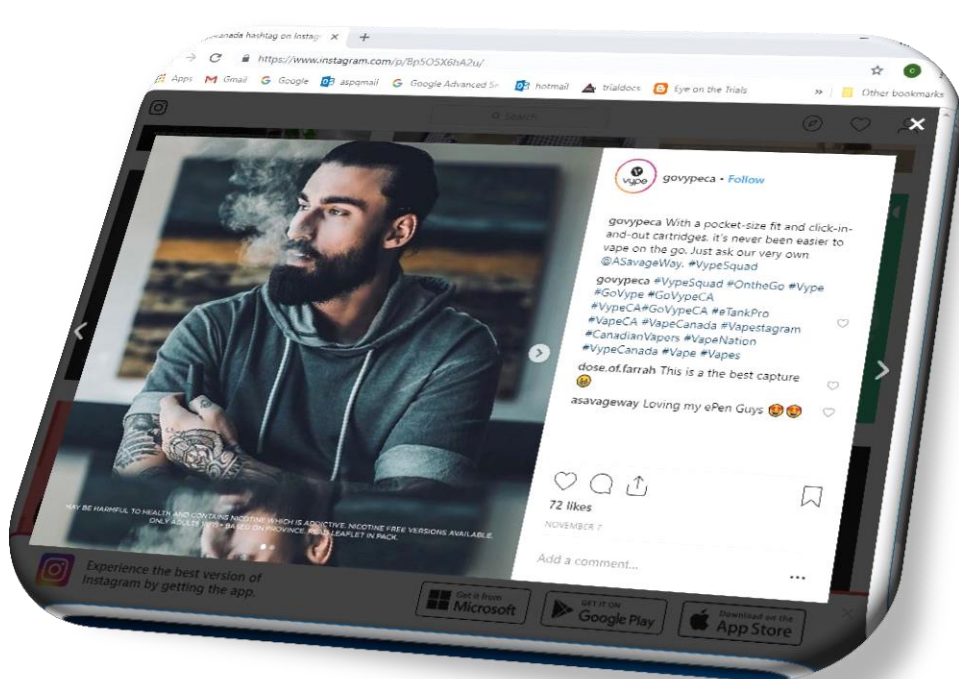 canada hashtag on Instag
https://www.instagram.com/p/Bp5O5X6hA2u/
Apps Gmail Google aspqmail Google Advanced Se hotmail trialdocs Eye on the Trials Other bookmarks
Search
vype govypeca • Follow
govypeca With a pocket-size fit and click-in-
and-out cartridges, it's never been easier to
vape on the go. Just ask our very own
@ASavageWay. #VypeSquad
govypeca #VypeSquad #OntheGo #Vype
#GoVype #GoVypeCA
#VypeCA#GoVypeCA #eTankPro
#VapeCA #VapeCanada #Vapestagram
#CanadianVapers #VapeNation
#VypeCanada #Vape #Vapes
dose.of.farrah This is a the best capture
asavageway Loving my ePen Guys
72 likes
NOVEMBER 7
Add a comment...
MAY BE HARMFUL TO HEALTH AND CONTAINS NICOTINE WHICH IS ADDICTIVE. NICOTINE FREE VERSIONS AVAILABLE.
ONLY ADULTS BASED ON PROVINCE. READ LEAFLET IN PACK.
Experience the best version of
Instagram by getting the app.
Get it from
Microsoft
GET IT ON
Google Play
Download on the
App Store